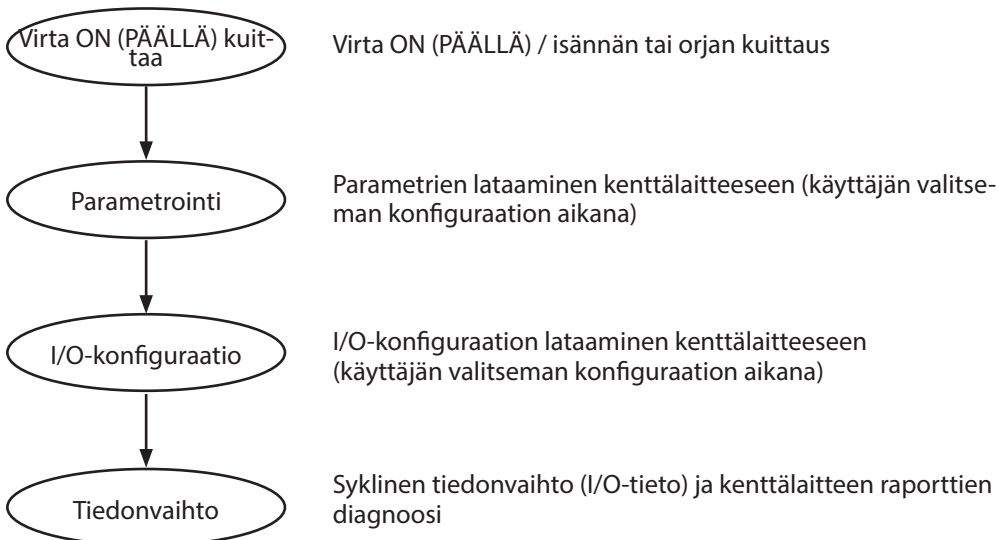 Virta ON (PÄÄLLÄ) kuit-
taa
Virta ON (PÄÄLLÄ) / isännän tai orjan kuittaus
Parametrointi
Parametrien lataaminen kenttälaitteeseen (käyttäjän valitse-
man konfiguraation aikana)
I/O-konfiguraatio
I/O-konfiguraation lataaminen kenttälaitteeseen
(käyttäjän valitseman konfiguraation aikana)
Tiedonvaihto
Syklinen tiedonvaihto (I/O-tieto) ja kenttälaitteen raporttien
diagnoosi